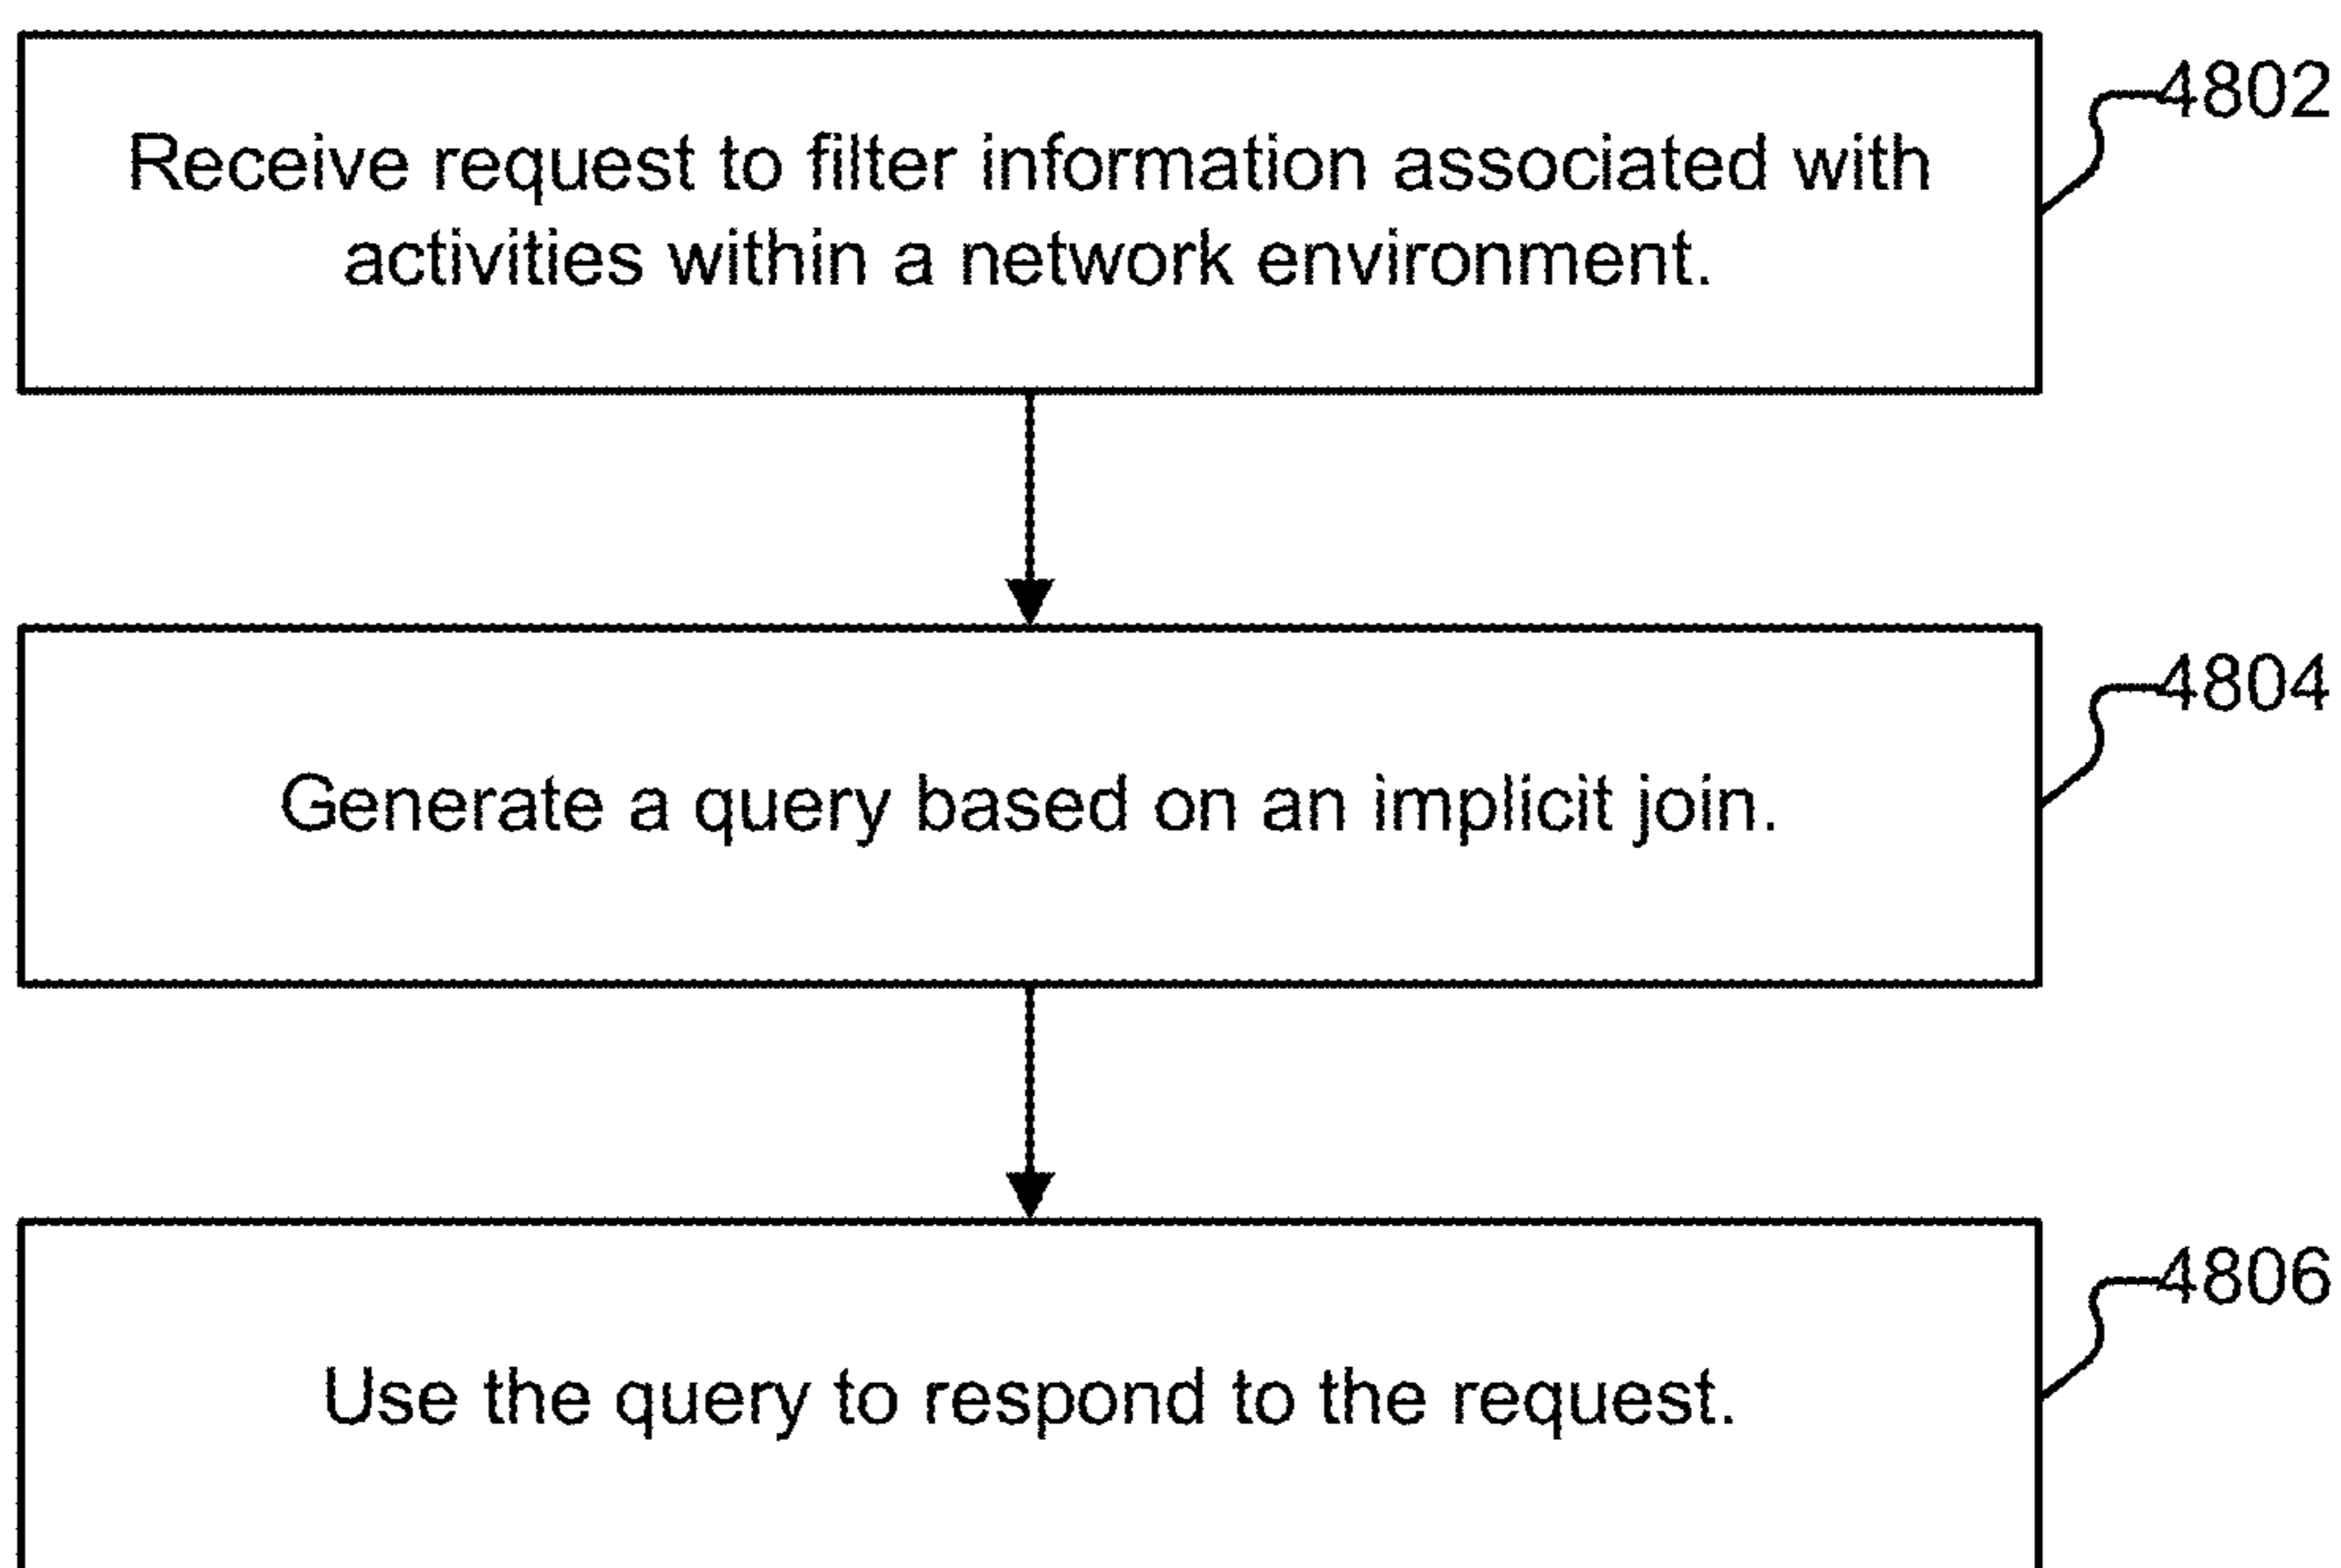 4802
Receive request to filter information associated with
activities within a network environment.
4804
Generate a query based on an implicit join.
4806
Use the query to respond to the request.